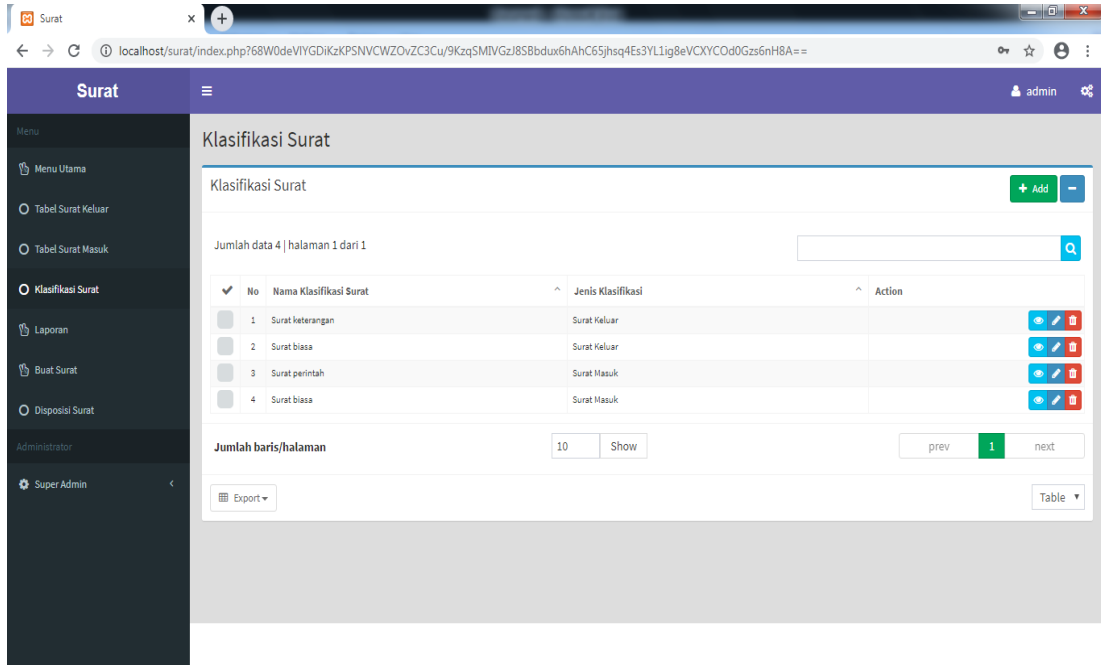 Surat
localhost/surat/index.php?68W0deVlYGDiKzKPSNVCWZOvZC3Cu/9KzqSMIVGzJ8SBbdux6hAhC65jhsq4Es3YL1ig8eVCXYCOd0Gzs6nH8A==
Surat
admin
Menu
Menu Utama
Tabel Surat Keluar
Tabel Surat Masuk
Klasifikasi Surat
Laporan
Buat Surat
Disposisi Surat
Administrator
Super Admin
Klasifikasi Surat
Klasifikasi Surat
+ Add
Jumlah data 4 | halaman 1 dari 1
No Nama Klasifikasi Surat Jenis Klasifikasi Action
1 Surat keterangan Surat Keluar
2 Surat biasa Surat Keluar
3 Surat perintah Surat Masuk
4 Surat biasa Surat Masuk
Jumlah baris/halaman 10 Show prev 1 next
Export Table